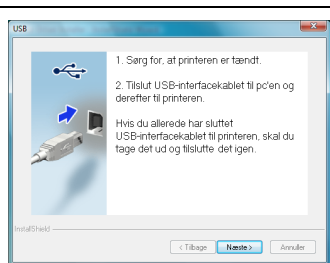 USB
1. Sørg for, at printeren er tændt.
2. Tilslut USB-interfacekablet til pc'en og
derefter til printeren.
Hvis du allerede har sluttet
USB-interfacekablet til printeren, skal du
tage det ud og tilslutte det igen.
InstallShield
< Tilbage
Næste >
Annuller